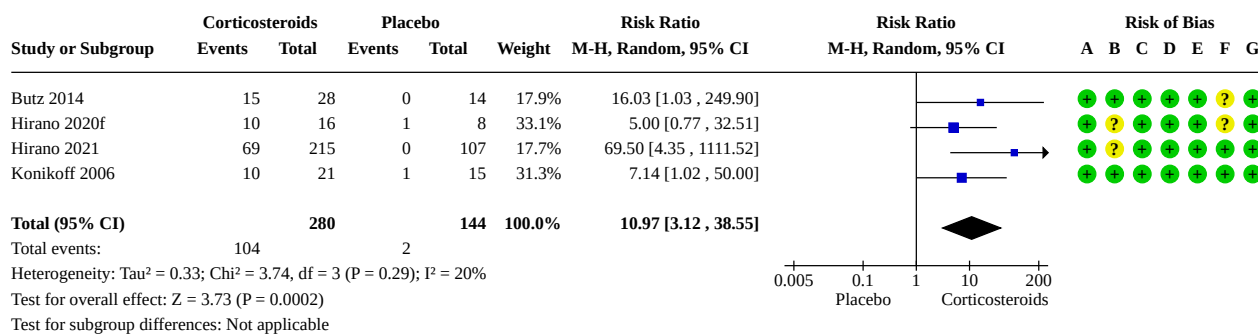 Corticosteroids Placebo Risk Ratio Risk Ratio Risk of Bias
Study or Subgroup Events Total Events Total Weight M-H, Random, 95% CI M-H, Random, 95% CI A B C D E F G
Butz 2014 15 28 0 14 17.9% 16.03 [1.03 , 249.90] + + + + + ? +
Hirano 2020f 10 16 1 8 33.1% 5.00 [0.77 , 32.51] + ? + + + ? +
Hirano 2021 69 215 0 107 17.7% 69.50 [4.35 , 1111.52] + ? + + + + +
Konikoff 2006 10 21 1 15 31.3% 7.14 [1.02 , 50.00] + + + + + + +
Total (95% CI) 280 144 100.0% 10.97 [3.12 , 38.55]
Total events: 104 2
Heterogeneity: Tau² = 0.33; Chi² = 3.74, df = 3 (P = 0.29); I² = 20%
0.005 0.1 1 10 200
Test for overall effect: Z = 3.73 (P = 0.0002) Placebo Corticosteroids
Test for subgroup differences: Not applicable